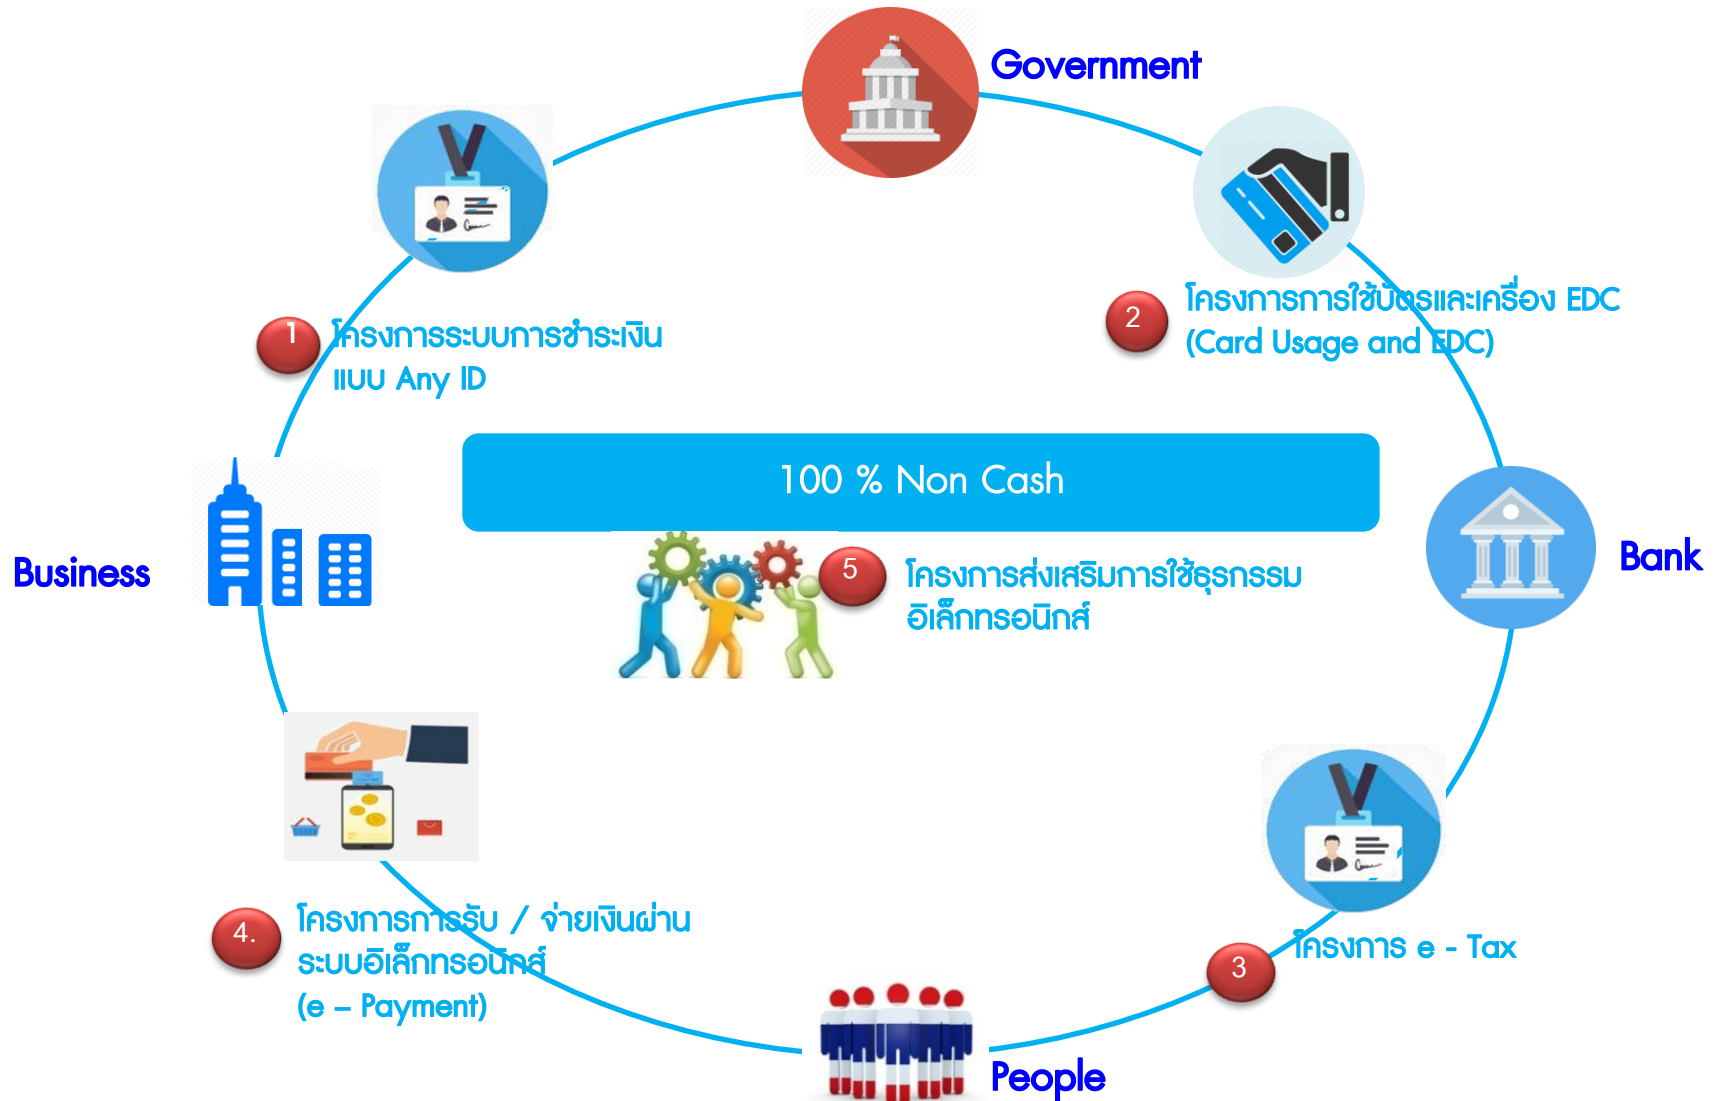 Government
1
โครงการระบบการชำระเงิน
แบบ Any ID
2
โครงการการใช้บัตรและเครื่อง EDC
(Card Usage and EDC)
100 % Non Cash
Business
5
โครงการส่งเสริมการใช้ธุรกรรม
อิเล็กทรอนิกส์
Bank
4.
โครงการการรับ / จ่ายเงินผ่าน
ระบบอิเล็กทรอนิกส์
(e – Payment)
3
โครงการ e - Tax
People